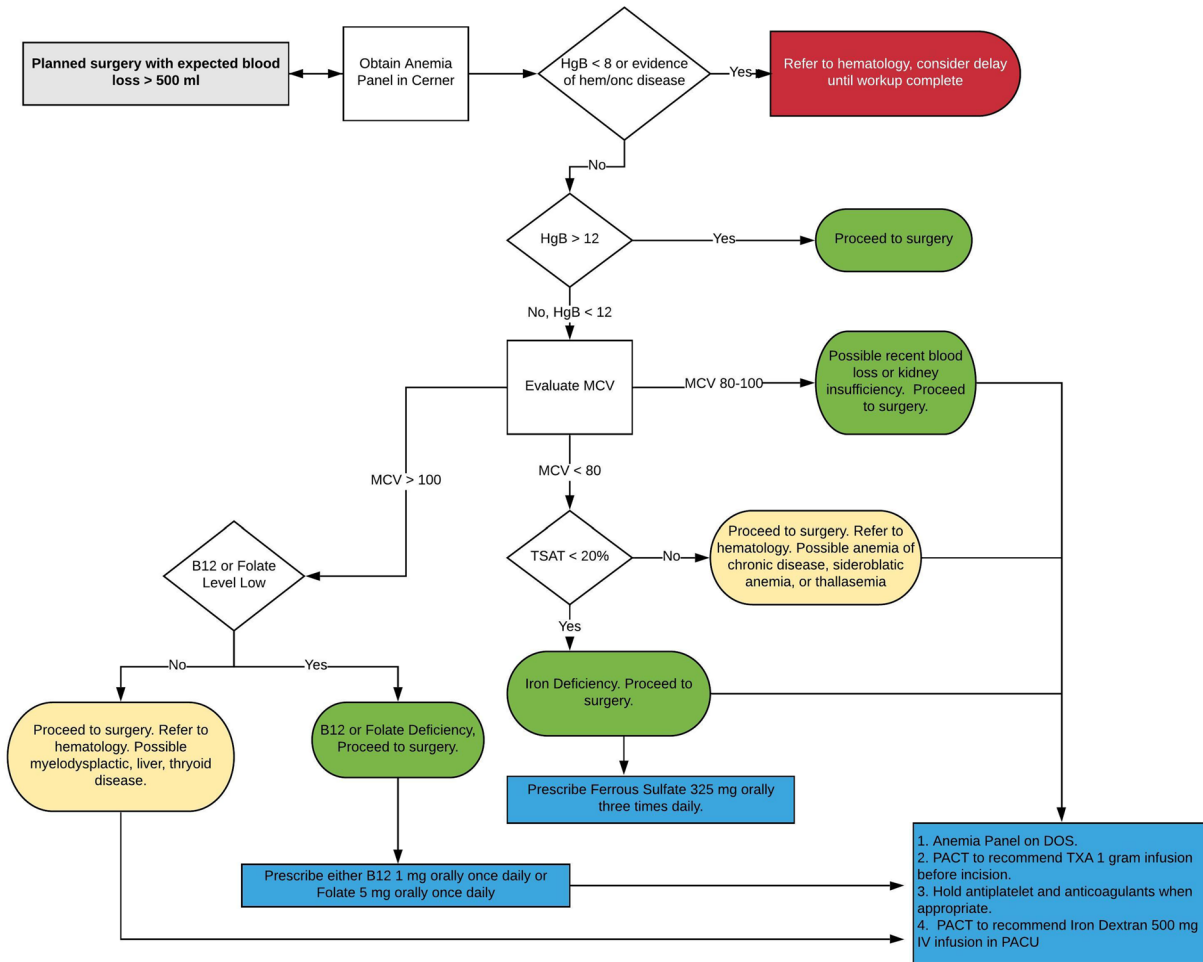 Planned surgery with expected blood
loss > 500 ml
Obtain Anemia
Panel in Cerner
HgB < 8 or evidence
of hem/onc disease
Yes
Refer to hematology, consider delay
until workup complete
No
HgB > 12
Yes
Proceed to surgery
No, HgB < 12
Evaluate MCV
MCV 80-100
Possible recent blood
loss or kidney
insufficiency. Proceed
to surgery.
MCV > 100
MCV < 80
B12 or Folate
Level Low
TSAT < 20%
No
Proceed to surgery. Refer to
hematology. Possible anemia of
chronic disease, sideroblatic
anemia, or thallasemia
Yes
No
Yes
Iron Deficiency. Proceed to
surgery.
Proceed to surgery. Refer to
hematology. Possible
myelodysplactic, liver, thryoid
disease.
B12 or Folate Deficiency,
Proceed to surgery.
Prescribe Ferrous Sulfate 325 mg orally
three times daily.
Prescribe either B12 1 mg orally once daily or
Folate 5 mg orally once daily
1. Anemia Panel on DOS.
2. PACT to recommend TXA 1 gram infusion
before incision.
3. Hold antiplatelet and anticoagulants when
appropriate.
4. PACT to recommend Iron Dextran 500 mg
IV infusion in PACU